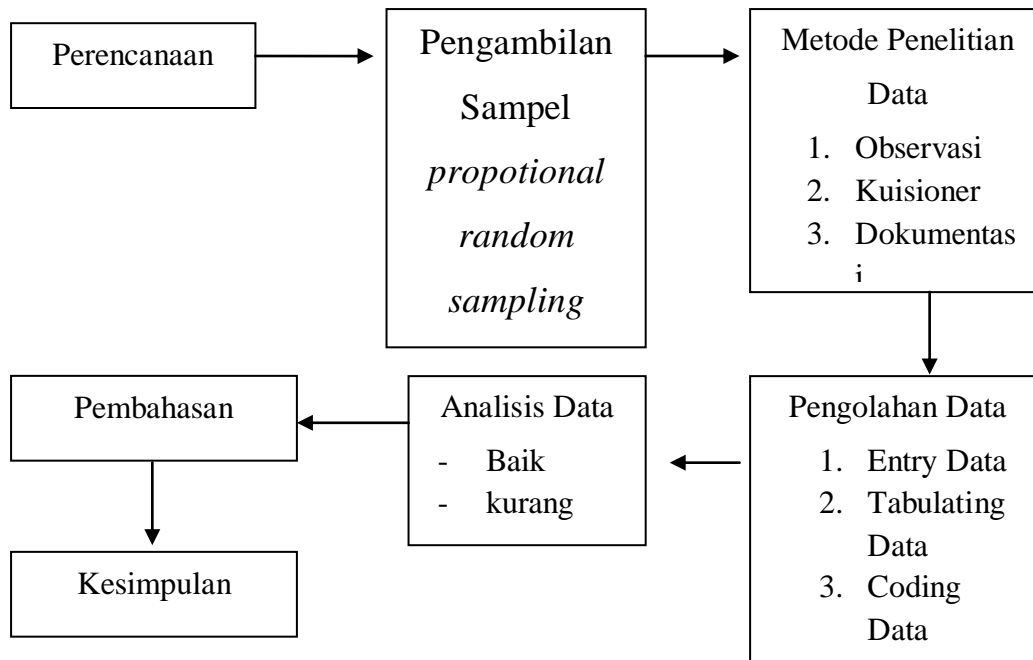 Perencanaan
Pengambilan
Sampel
propotional
random
sampling
Metode Penelitian
Data
1. Observasi
2. Kuisioner
3. Dokumentas
i
Pengolahan Data
1. Entry Data
2. Tabulating
Data
3. Coding
Data
Analisis Data
- Baik
- kurang
Pembahasan
Kesimpulan